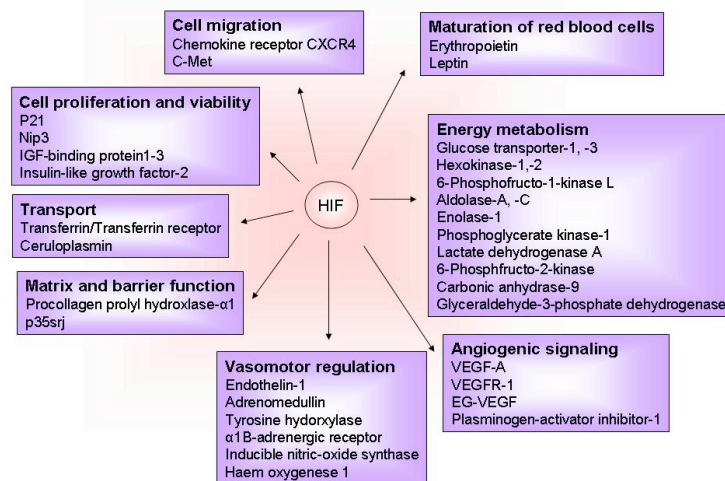 Cell migration
Chemokine receptor CXCR4
C-Met
Maturation of red blood cells
Erythropoietin
Leptin
Cell proliferation and viability
P21
Nip3
IGF-binding protein1-3
Insulin-like growth factor-2
Energy metabolism
Glucose transporter-1, -3
Hexokinase-1,-2
6-Phosphofructo-1-kinase L
Aldolase-A, -C
Enolase-1
Phosphoglycerate kinase-1
Lactate dehydrogenase A
6-Phosphfructo-2-kinase
Carbonic anhydrase-9
Glyceraldehyde-3-phosphate dehydrogenase
HIF
Transport
Transferrin/Transferrin receptor
Ceruloplasmin
Matrix and barrier function
Procollagen prolyl hydroxlase-α1
p35srj
Vasomotor regulation
Endothelin-1
Adrenomedullin
Tyrosine hydorxylase
α1B-adrenergic receptor
Inducible nitric-oxide synthase
Haem oxygenese 1
Angiogenic signaling
VEGF-A
VEGFR-1
EG-VEGF
Plasminogen-activator inhibitor-1